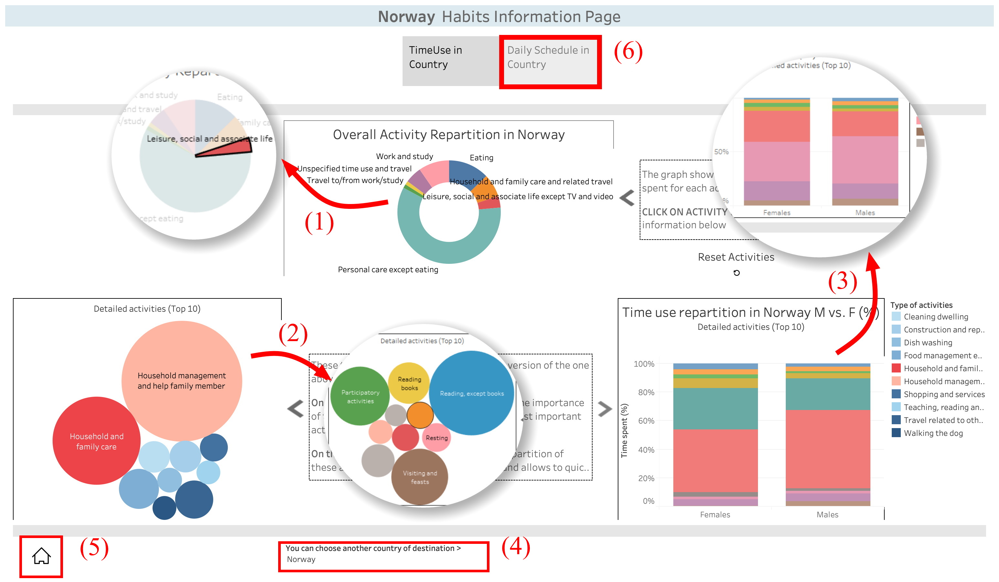 Norway Habits Information Page
TimeUse in
Country
Daily Schedule in
Country
(6)
and study
Eating
and travel
/study
family ca
Leisure, social and associate life
cept eating
(1)
Overall Activity Repartition in Norway
Work and study
Eating
Unspecified time use and travel
Travel to/from work/study
Household and family care and related travel
Leisure, social and associate life except TV and video
Personal care except eating
The graph show
spent for each ac
CLICK ON ACTIVITY
information below
Reset Activities
ed activities (Top 10)
50%
%
Females
Males
(3)
Detailed activities (Top 10)
Household management
and help family member
Household and
family care
(2)
These
version of the one
abov
On
he importance
of
st important
act
On t
partition of
these a
and allows to quic..
Detailed activities (Top 10)
Participatory
activities
Reading
books
Reading, except books
Resting
Visiting and
feasts
Time use repartition in Norway M vs. F (%)
Detailed activities (Top 10)
Time spent (%)
100%
80%
60%
40%
20%
0%
Females
Males
Type of activities
Cleaning dwelling
Construction and rep..
Dish washing
Food management e..
Household and famil..
Household managem..
Shopping and services
Teaching, reading an..
Travel related to oth..
Walking the dog
(5)
You can choose another country of destination >
Norway
(4)